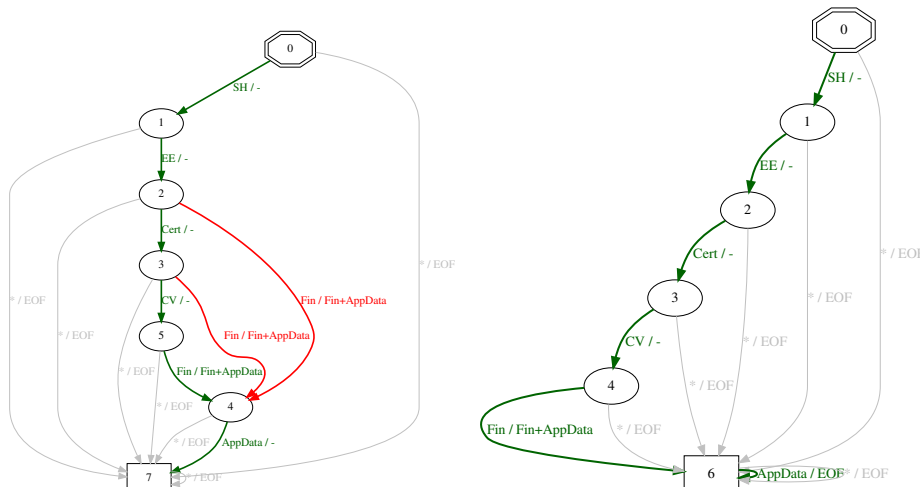 0
SH / -
1
EE / -
2
Cert / -
3
* / EOF
* / EOF
Fin / Fin+AppData
CV / -
* / EOF
5
Fin / Fin+AppData
Fin / Fin+AppData
* / EOF
* / EOF
4
* / EOF
AppData / -
7
* / EOF
0
SH / -
1
EE / -
2
* / EOF
Cert / -
3
* / EOF
* / EOF
CV / -
4
* / EOF
Fin / Fin+AppData
* / EOF
6
AppData / EOF
* / EOF